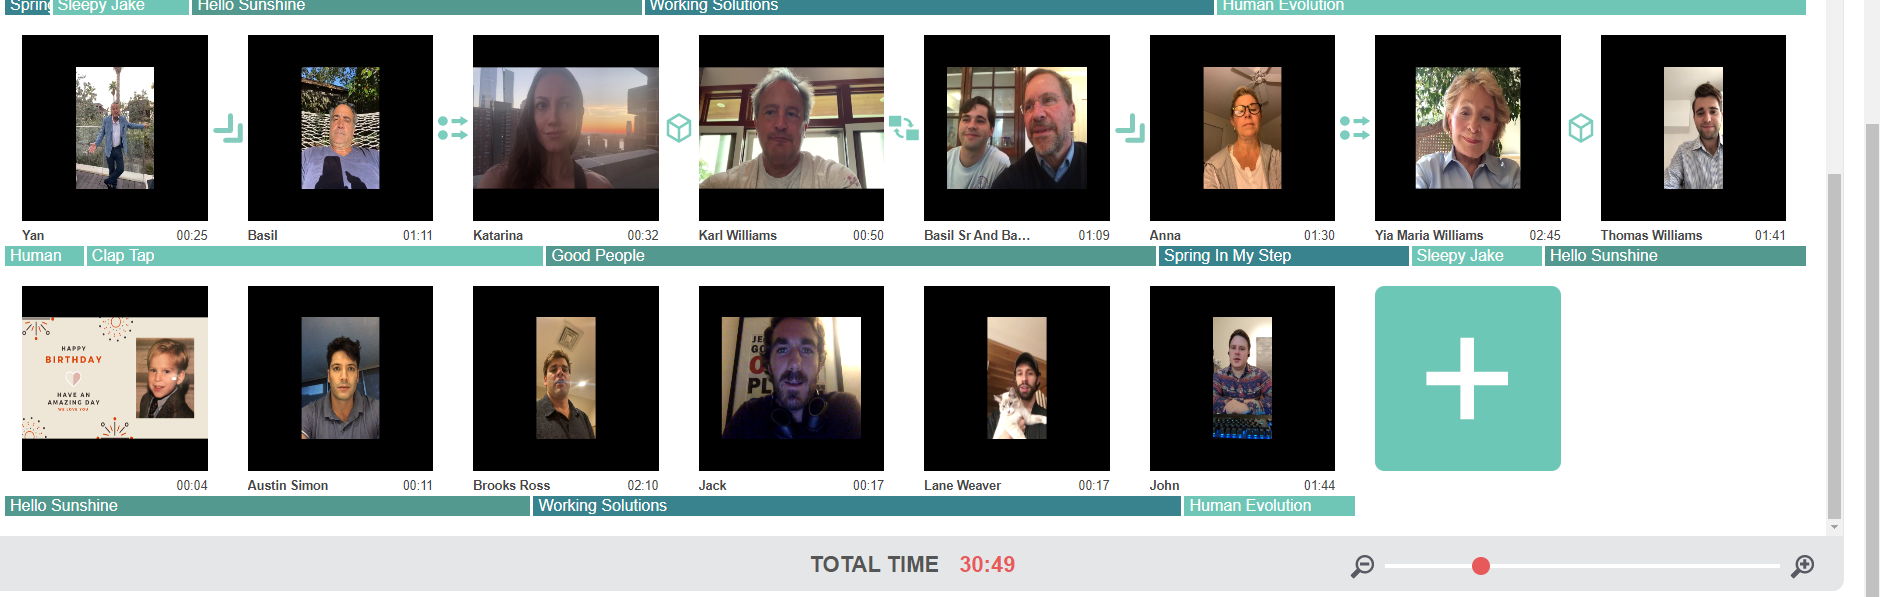 Spring Sleepy Jake Hello Sunshine Working Solutions Human Evolution
Yan 00:25 Basil 01:11 Katarina 00:32 Karl Williams 00:50 Basil Sr And Ba... 01:09 Anna 01:30 Yia Maria Williams 02:45 Thomas Williams 01:41
Human Clap Tap Good People Spring In My Step Sleepy Jake Hello Sunshine
HAPPY
BIRTHDAY
HAVE AN
AMAZING DAY
WE LOVE YOU
00:04 Austin Simon 00:11 Brooks Ross 02:10 Jack 00:17 Lane Weaver 00:17 John 01:44
Hello Sunshine Working Solutions Human Evolution
TOTAL TIME 30:49